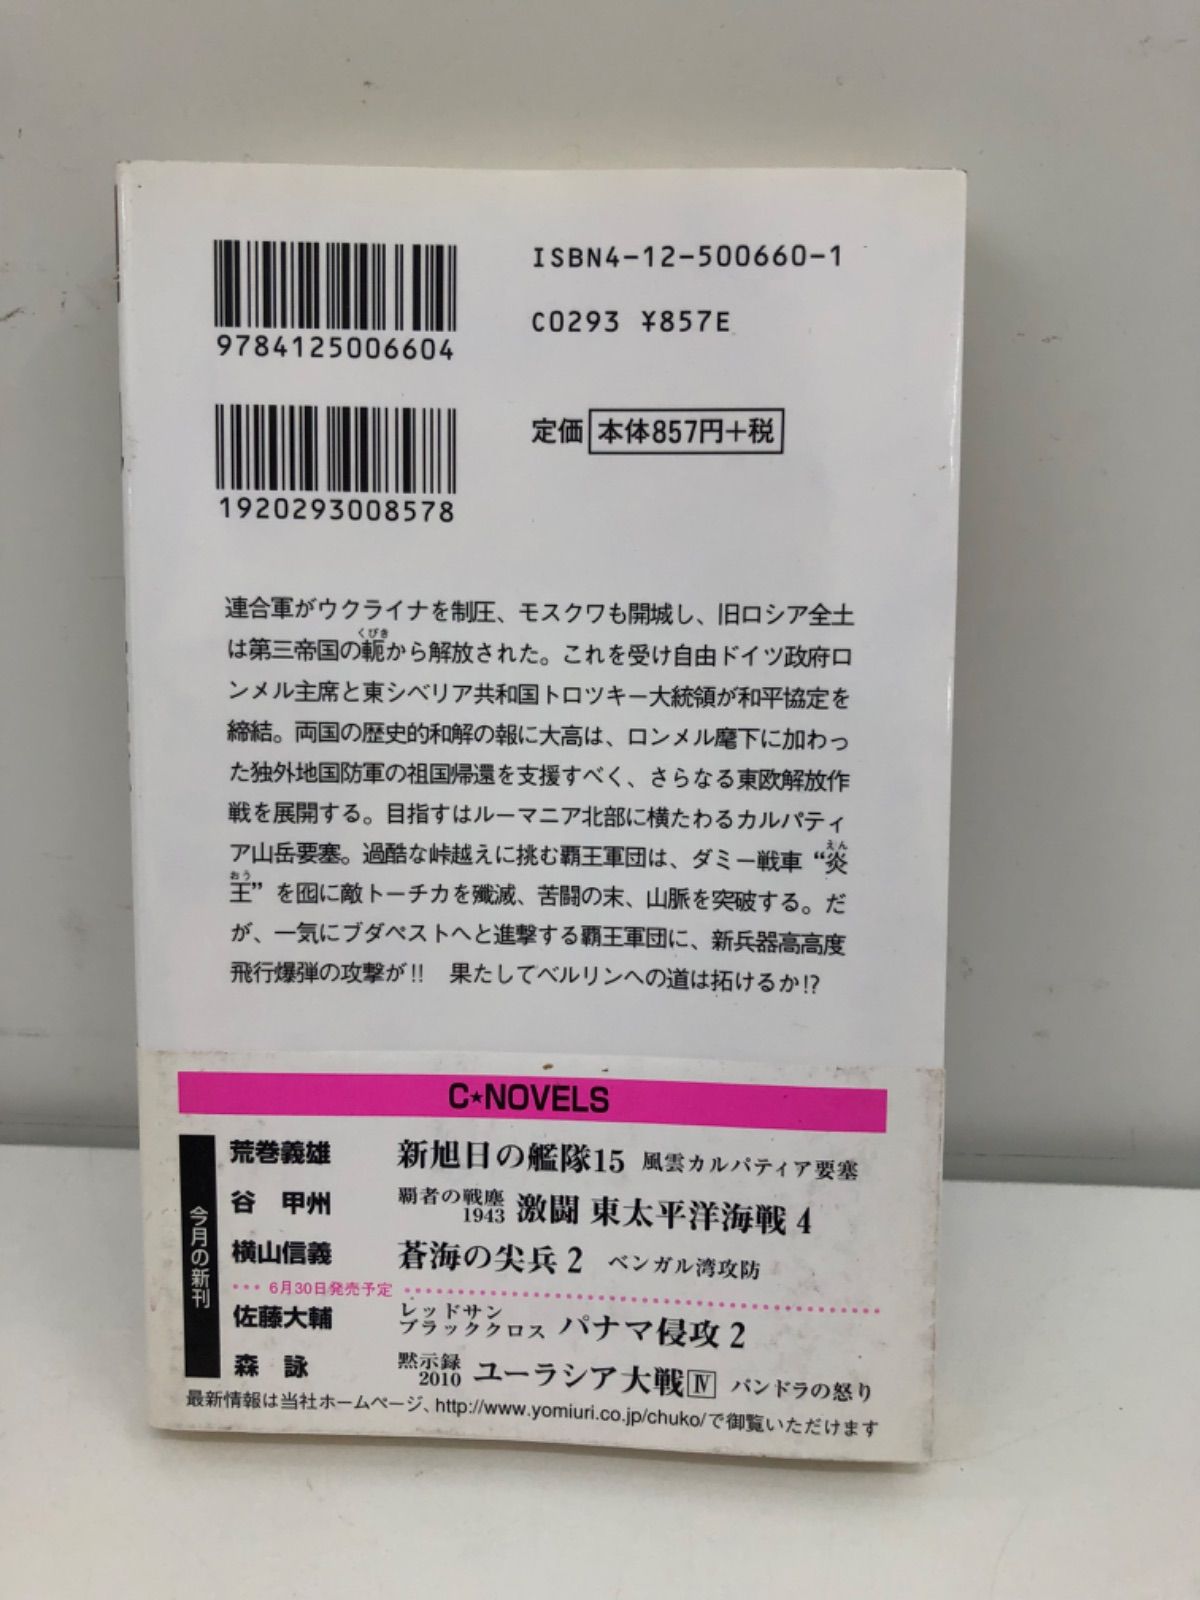 9784125006604
ISBN4-12-500660-1
C0293 ¥857E
1920293008578
定価 本体857円+税
連合軍がウクライナを制圧、モスクワも開城し、旧ロシア全土
は第三帝国の軛から解放された。これを受け自由ドイツ政府ロ
くびき
ンメル主席と東シベリア共和国トロツキー大統領が和平協定を
締結。両国の歴史的和解の報に大高は、ロンメル麾下に加わっ
た独外地国防軍の祖国帰還を支援すべく、さらなる東欧解放作
戦を展開する。目指すはルーマニア北部に横たわるカルパティ
ア山岳要塞。過酷な峠越えに挑む覇王軍団は、ダミー戦車“炎
えん
王”を囮に敵トーチカを殲滅、苦闘の末、山脈を突破する。だ
おう
が、一気にブダペストへと進撃する覇王軍団に、新兵器高高度
飛行爆弾の攻撃が!! 果たしてベルリンへの道は拓けるか!?
C★NOVELS
今月の新刊
荒巻義雄 新旭日の艦隊15 風雲カルパティア要塞
谷 甲州 覇者の戦塵1943 激闘 東太平洋海戦4
横山信義 蒼海の尖兵2 ベンガル湾攻防
6月30日発売予定
佐藤大輔 レッドサンブラッククロス パナマ侵攻2
森 詠 黙示録2010 ユーラシア大戦Ⅳ パンドラの怒り
最新情報は当社ホームページ、http://www.yomiuri.co.jp/chuko/で御覧いただけます